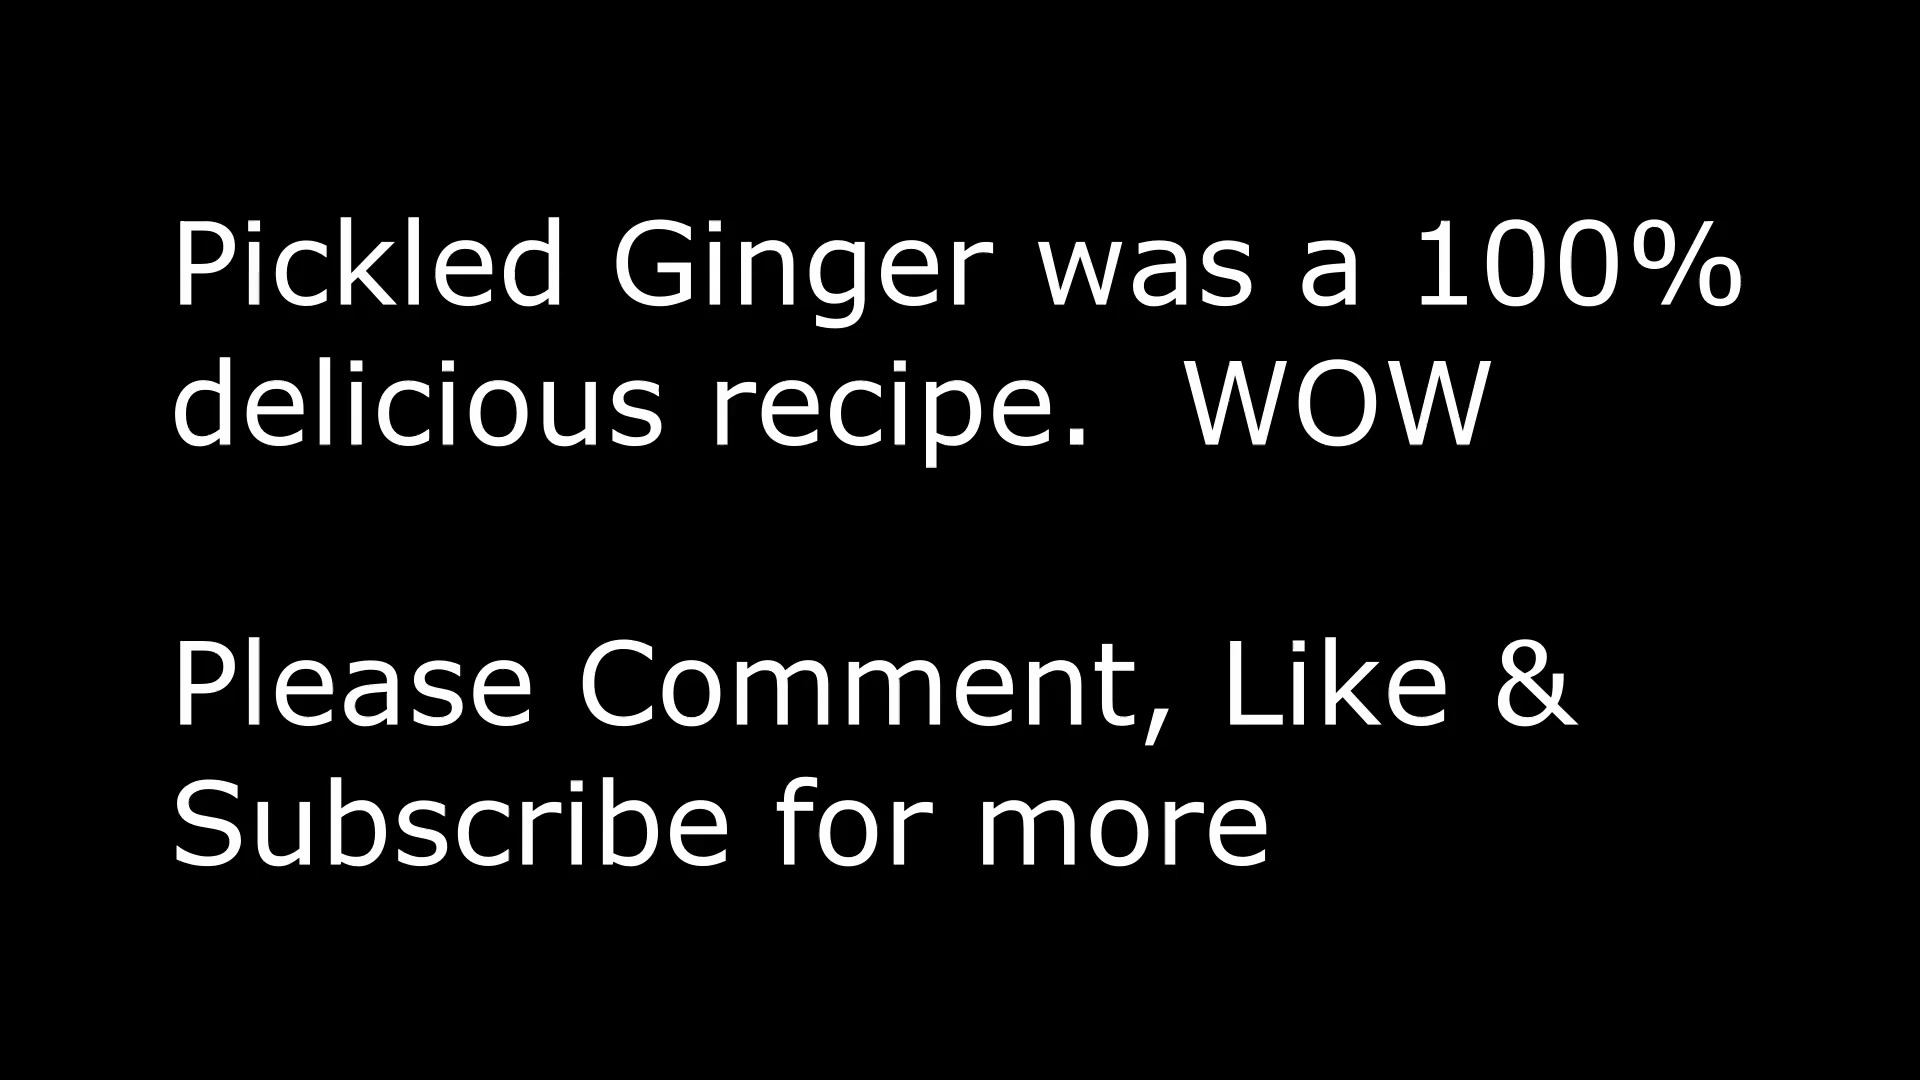 Pickled Ginger was a 100%
delicious recipe.  WOW
Please Comment, Like &
Subscribe for more